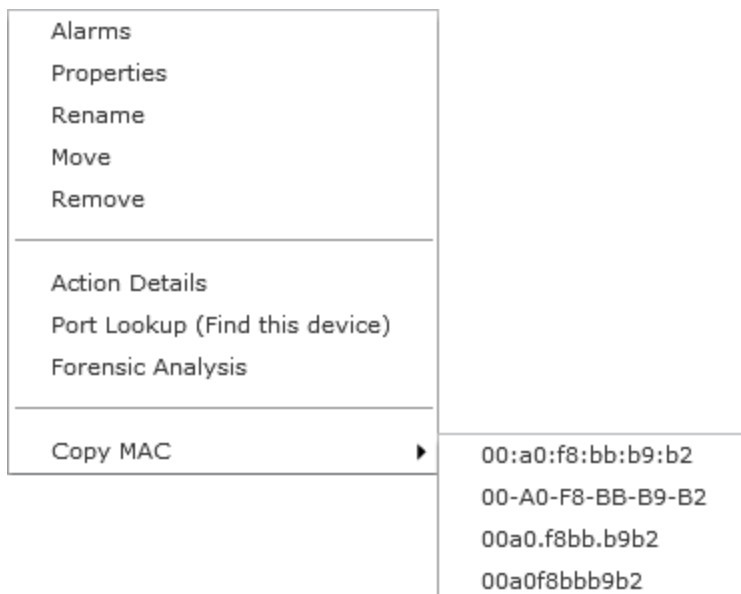 Alarms
Properties
Rename
Move
Remove
Action Details
Port Lookup (Find this device)
Forensic Analysis
Copy MAC
00:a0:f8:bb:b9:b2
00-A0-F8-BB-B9-B2
00a0.f8bb.b9b2
00a0f8bbb9b2